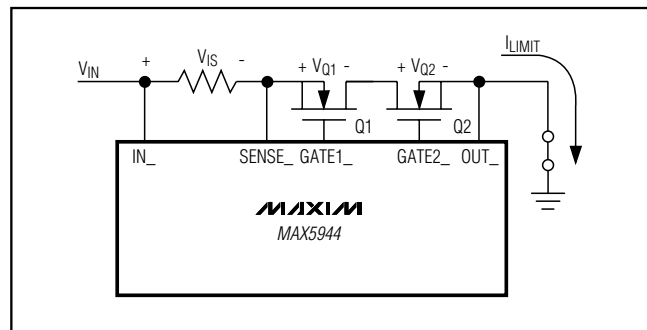 ILIMIT
VIN
+ VIS -
+ VQ1 -
+ VQ2 -
Q1
Q2
IN_
SENSE_
GATE1_
GATE2_
OUT_
MAXIM
MAX5944